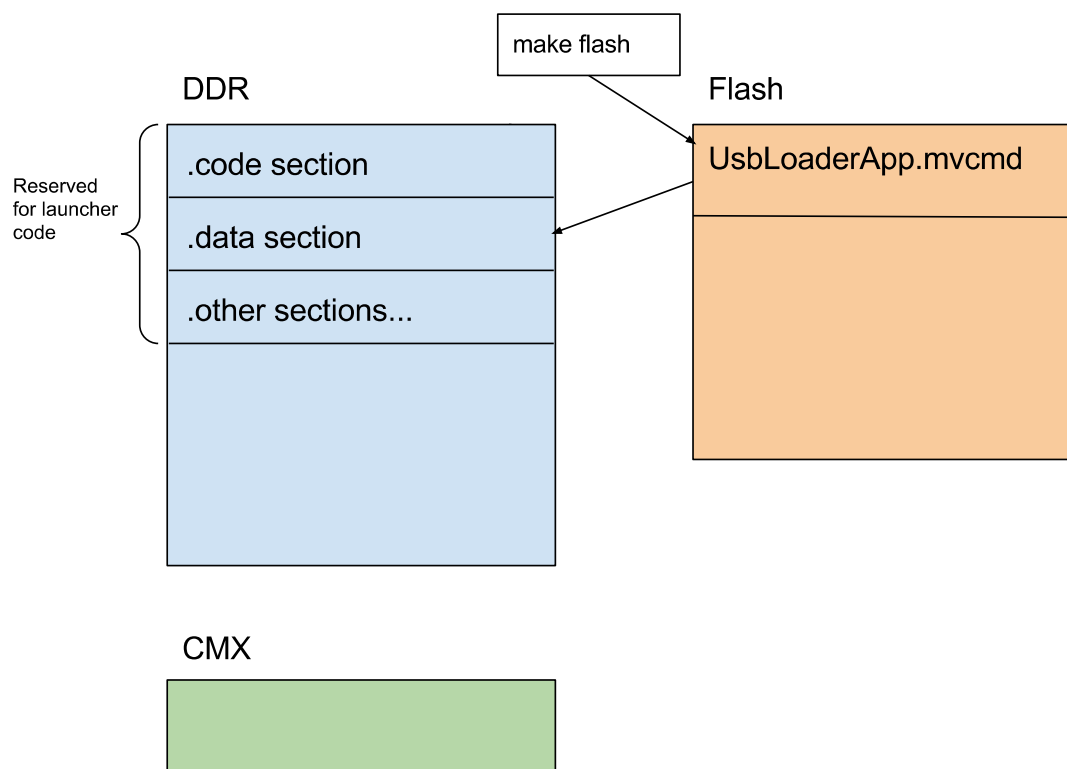 make flash
DDR
Flash
.code section
UsbLoaderApp.mvcmd
Reserved
for launcher
code
.data section
.other sections...
CMX